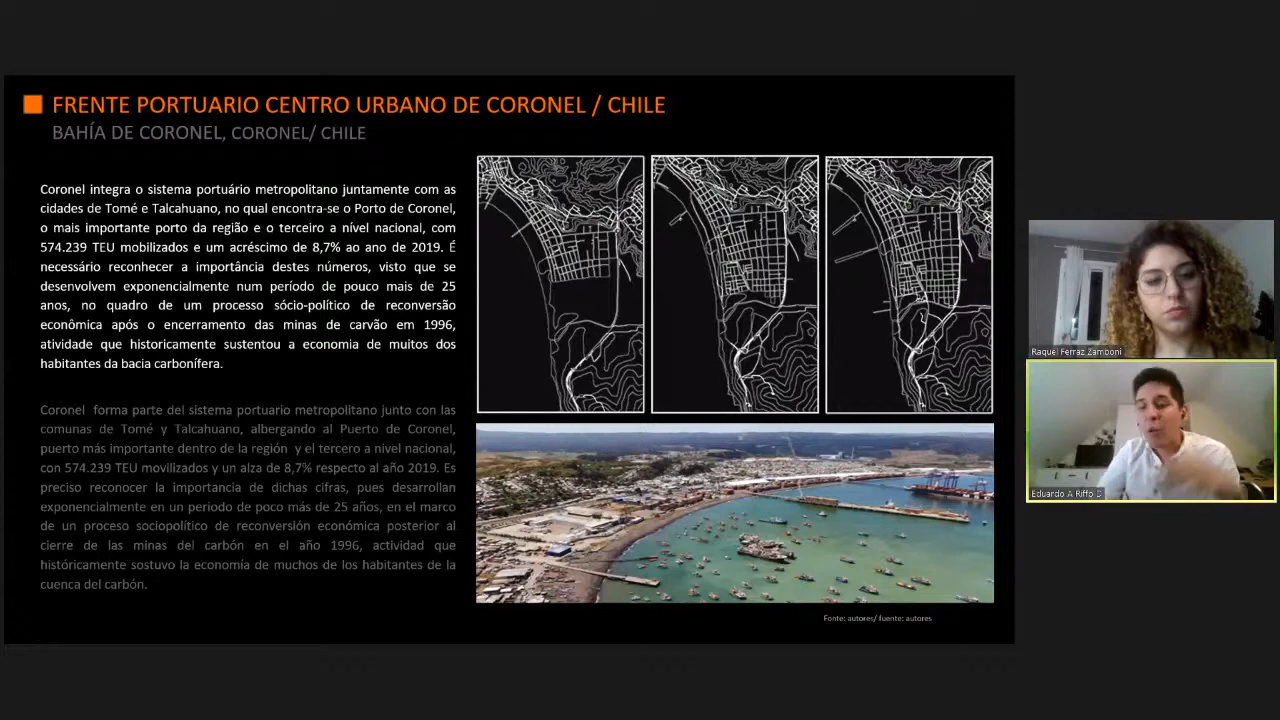 FRENTE PORTUARIO CENTRO URBANO DE CORONEL / CHILE
BAHÍA DE CORONEL, CORONEL/ CHILE
Coronel integra o sistema portuário metropolitano juntamente com as
cidades de Tomé e Talcahuano, no qual encontra-se o Porto de Coronel,
o mais importante porto da região e o terceiro a nível nacional, com
574.239 TEU mobilizados e um acréscimo de 8,7% ao ano de 2019. É
necessário reconhecer a importância destes números, visto que se
desenvolvem exponencialmente num período de pouco mais de 25
anos, no quadro de um processo sócio-político de reconversão
econômica após o encerramento das minas de carvão em 1996,
atividade que historicamente sustentou a economia de muitos dos
habitantes da bacia carbonífera.
Coronel forma parte del sistema portuario metropolitano junto con las
comunas de Tomé y Talcahuano, albergando al Puerto de Coronel,
puerto más importante dentro de la región y el tercero a nivel nacional,
con 574.239 TEU movilizados y un alza de 8,7% respecto al año 2019. Es
preciso reconocer la importancia de dichas cifras, pues desarrollan
exponencialmente en un periodo de poco más de 25 años, en el marco
de un proceso sociopolítico de reconversión económica posterior al
cierre de las minas del carbón en el año 1996, actividad que
históricamente sostuvo la economía de muchos de los habitantes de la
cuenca del carbón.
Fonte: autores/ fuente: autores
Raquel Ferraz Zamboni
Eduardo A Riffo D